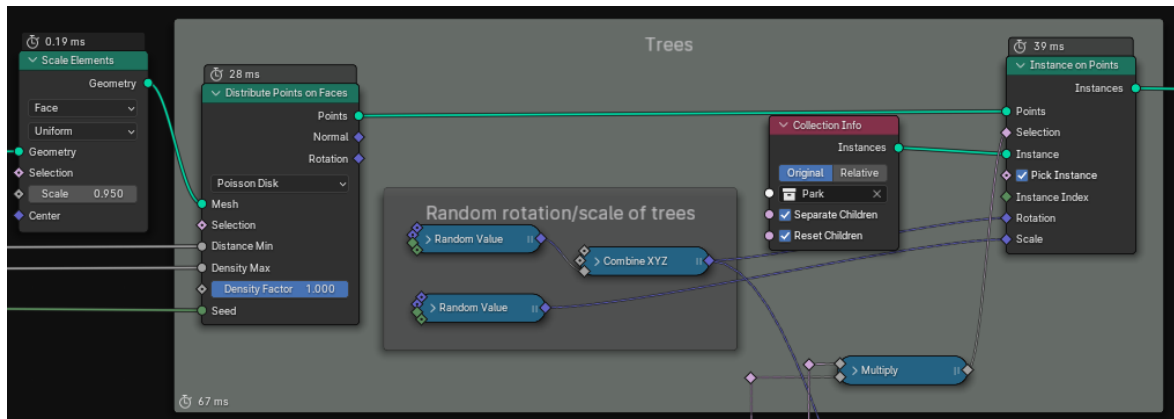 0.19 ms
Scale Elements
Geometry
Face
Uniform
Geometry
Selection
Scale 0.950
Center
Trees
28 ms
Distribute Points on Faces
Points
Normal
Rotation
Poisson Disk
Mesh
Selection
Distance Min
Density Max
Density Factor 1.000
Seed
Random rotation/scale of trees
Random Value
Combine XYZ
Random Value
Collection Info
Instances
Original Relative
Park
Separate Children
Reset Children
39 ms
Instance on Points
Instances
Points
Selection
Instance
Pick Instance
Instance Index
Rotation
Scale
Multiply
67 ms